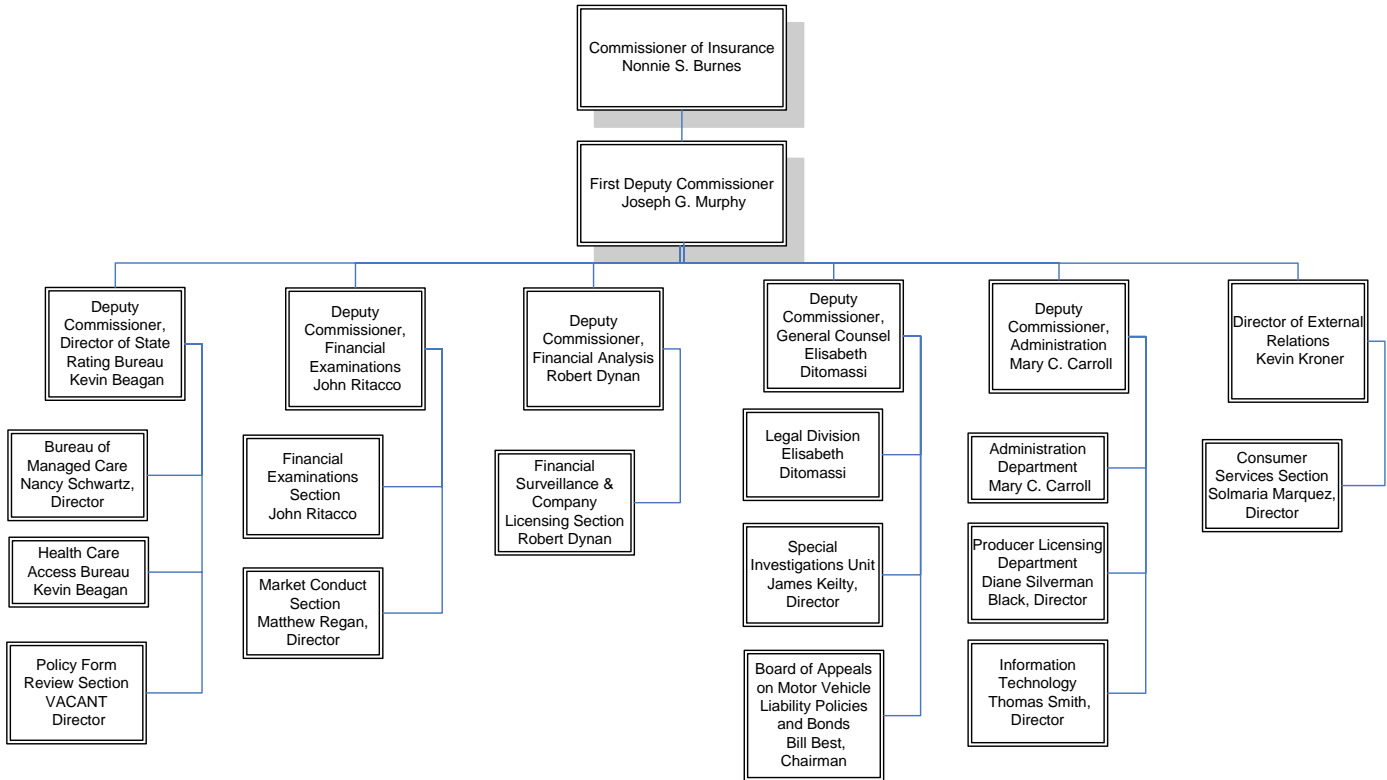 Commissioner of Insurance
Nonnie S. Burnes
First Deputy Commissioner
Joseph G. Murphy
Deputy
Commissioner,
Director of State
Rating Bureau
Kevin Beagan
Bureau of
Managed Care
Nancy Schwartz,
Director
Health Care
Access Bureau
Kevin Beagan
Policy Form
Review Section
VACANT
Director
Deputy
Commissioner,
Financial
Examinations
John Ritacco
Financial
Examinations
Section
John Ritacco
Market Conduct
Section
Matthew Regan,
Director
Deputy
Commissioner,
Financial Analysis
Robert Dynan
Financial
Surveillance &
Company
Licensing Section
Robert Dynan
Deputy
Commissioner,
General Counsel
Elisabeth
Ditomassi
Legal Division
Elisabeth
Ditomassi
Special
Investigations Unit
James Keilty,
Director
Board of Appeals
on Motor Vehicle
Liability Policies
and Bonds
Bill Best,
Chairman
Deputy
Commissioner,
Administration
Mary C. Carroll
Administration
Department
Mary C. Carroll
Producer Licensing
Department
Diane Silverman
Black, Director
Information
Technology
Thomas Smith,
Director
Director of External
Relations
Kevin Kroner
Consumer
Services Section
Solmaria Marquez,
Director